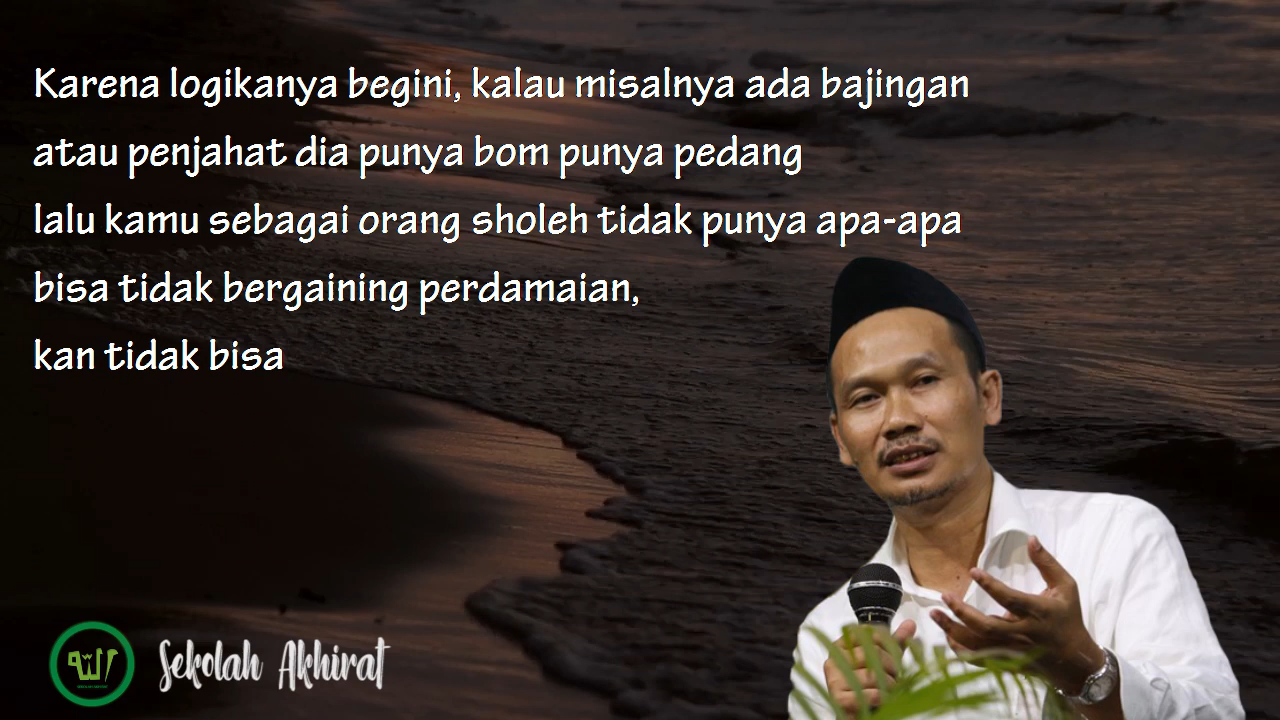 Karena logikanya begini, kalau misalnya ada bajingan
atau penjahat dia punya bom punya pedang
lalu kamu sebagai orang sholeh tidak punya apa-apa
bisa tidak bergaining perdamaian,
kan tidak bisa
Sekolah Akhirat